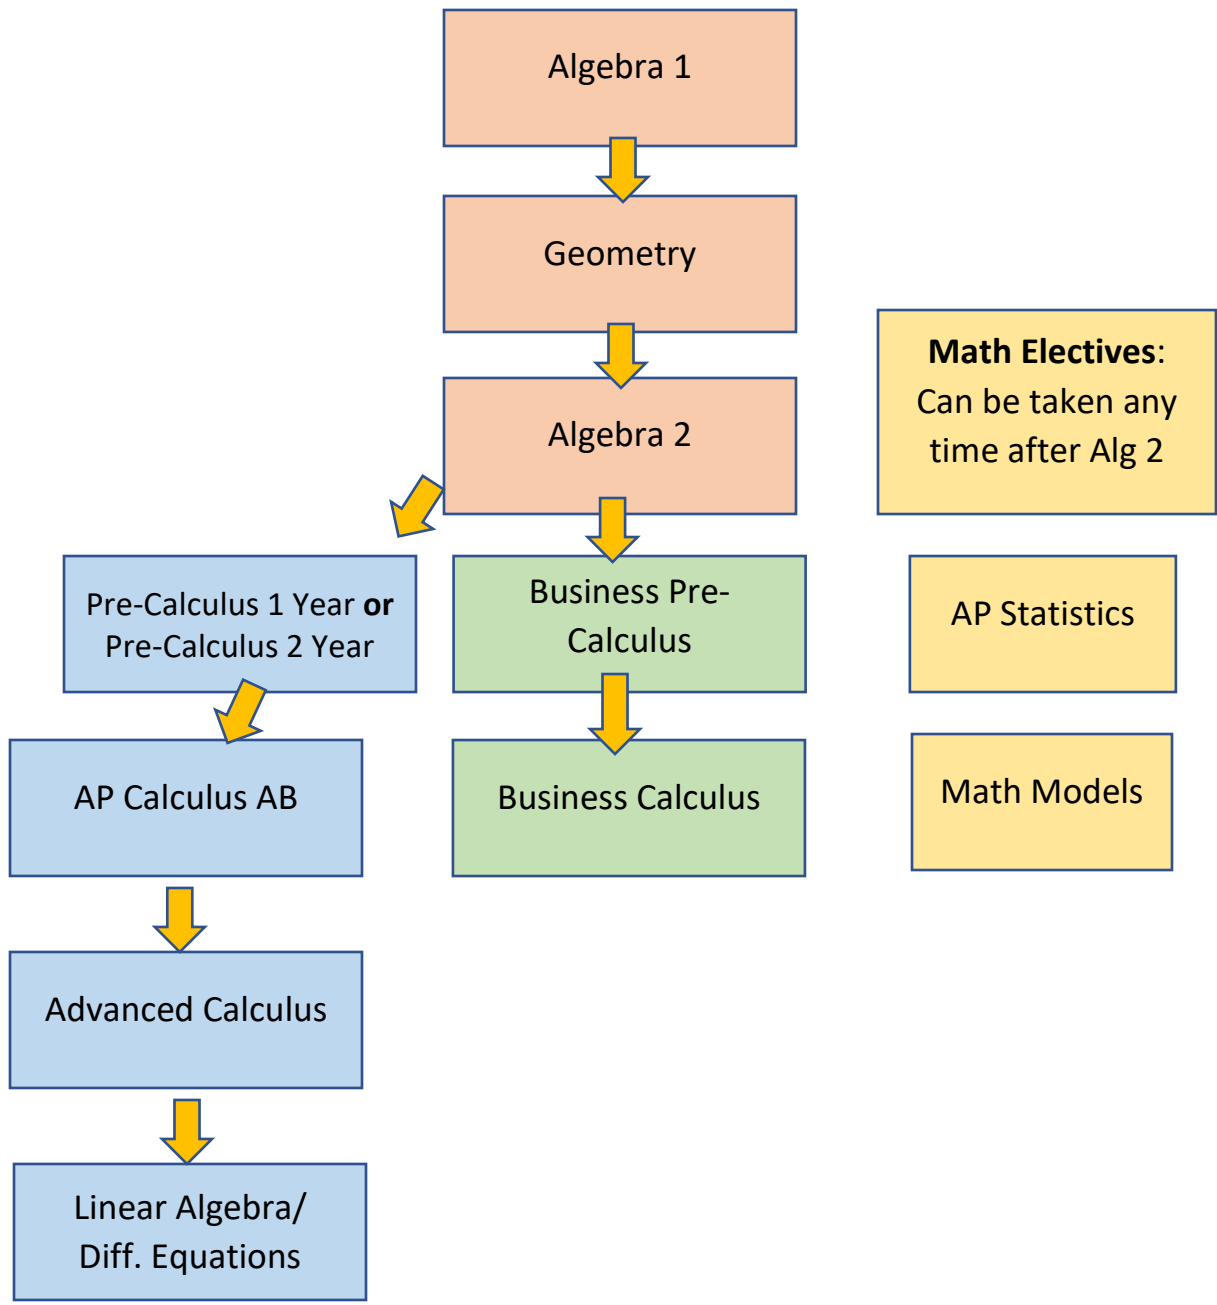 Algebra 1
Geometry
Algebra 2
Math Electives:
Can be taken any
time after Alg 2
Pre-Calculus 1 Year or
Pre-Calculus 2 Year
Business Pre-
Calculus
AP Statistics
AP Calculus AB
Business Calculus
Math Models
Advanced Calculus
Linear Algebra/
Diff. Equations